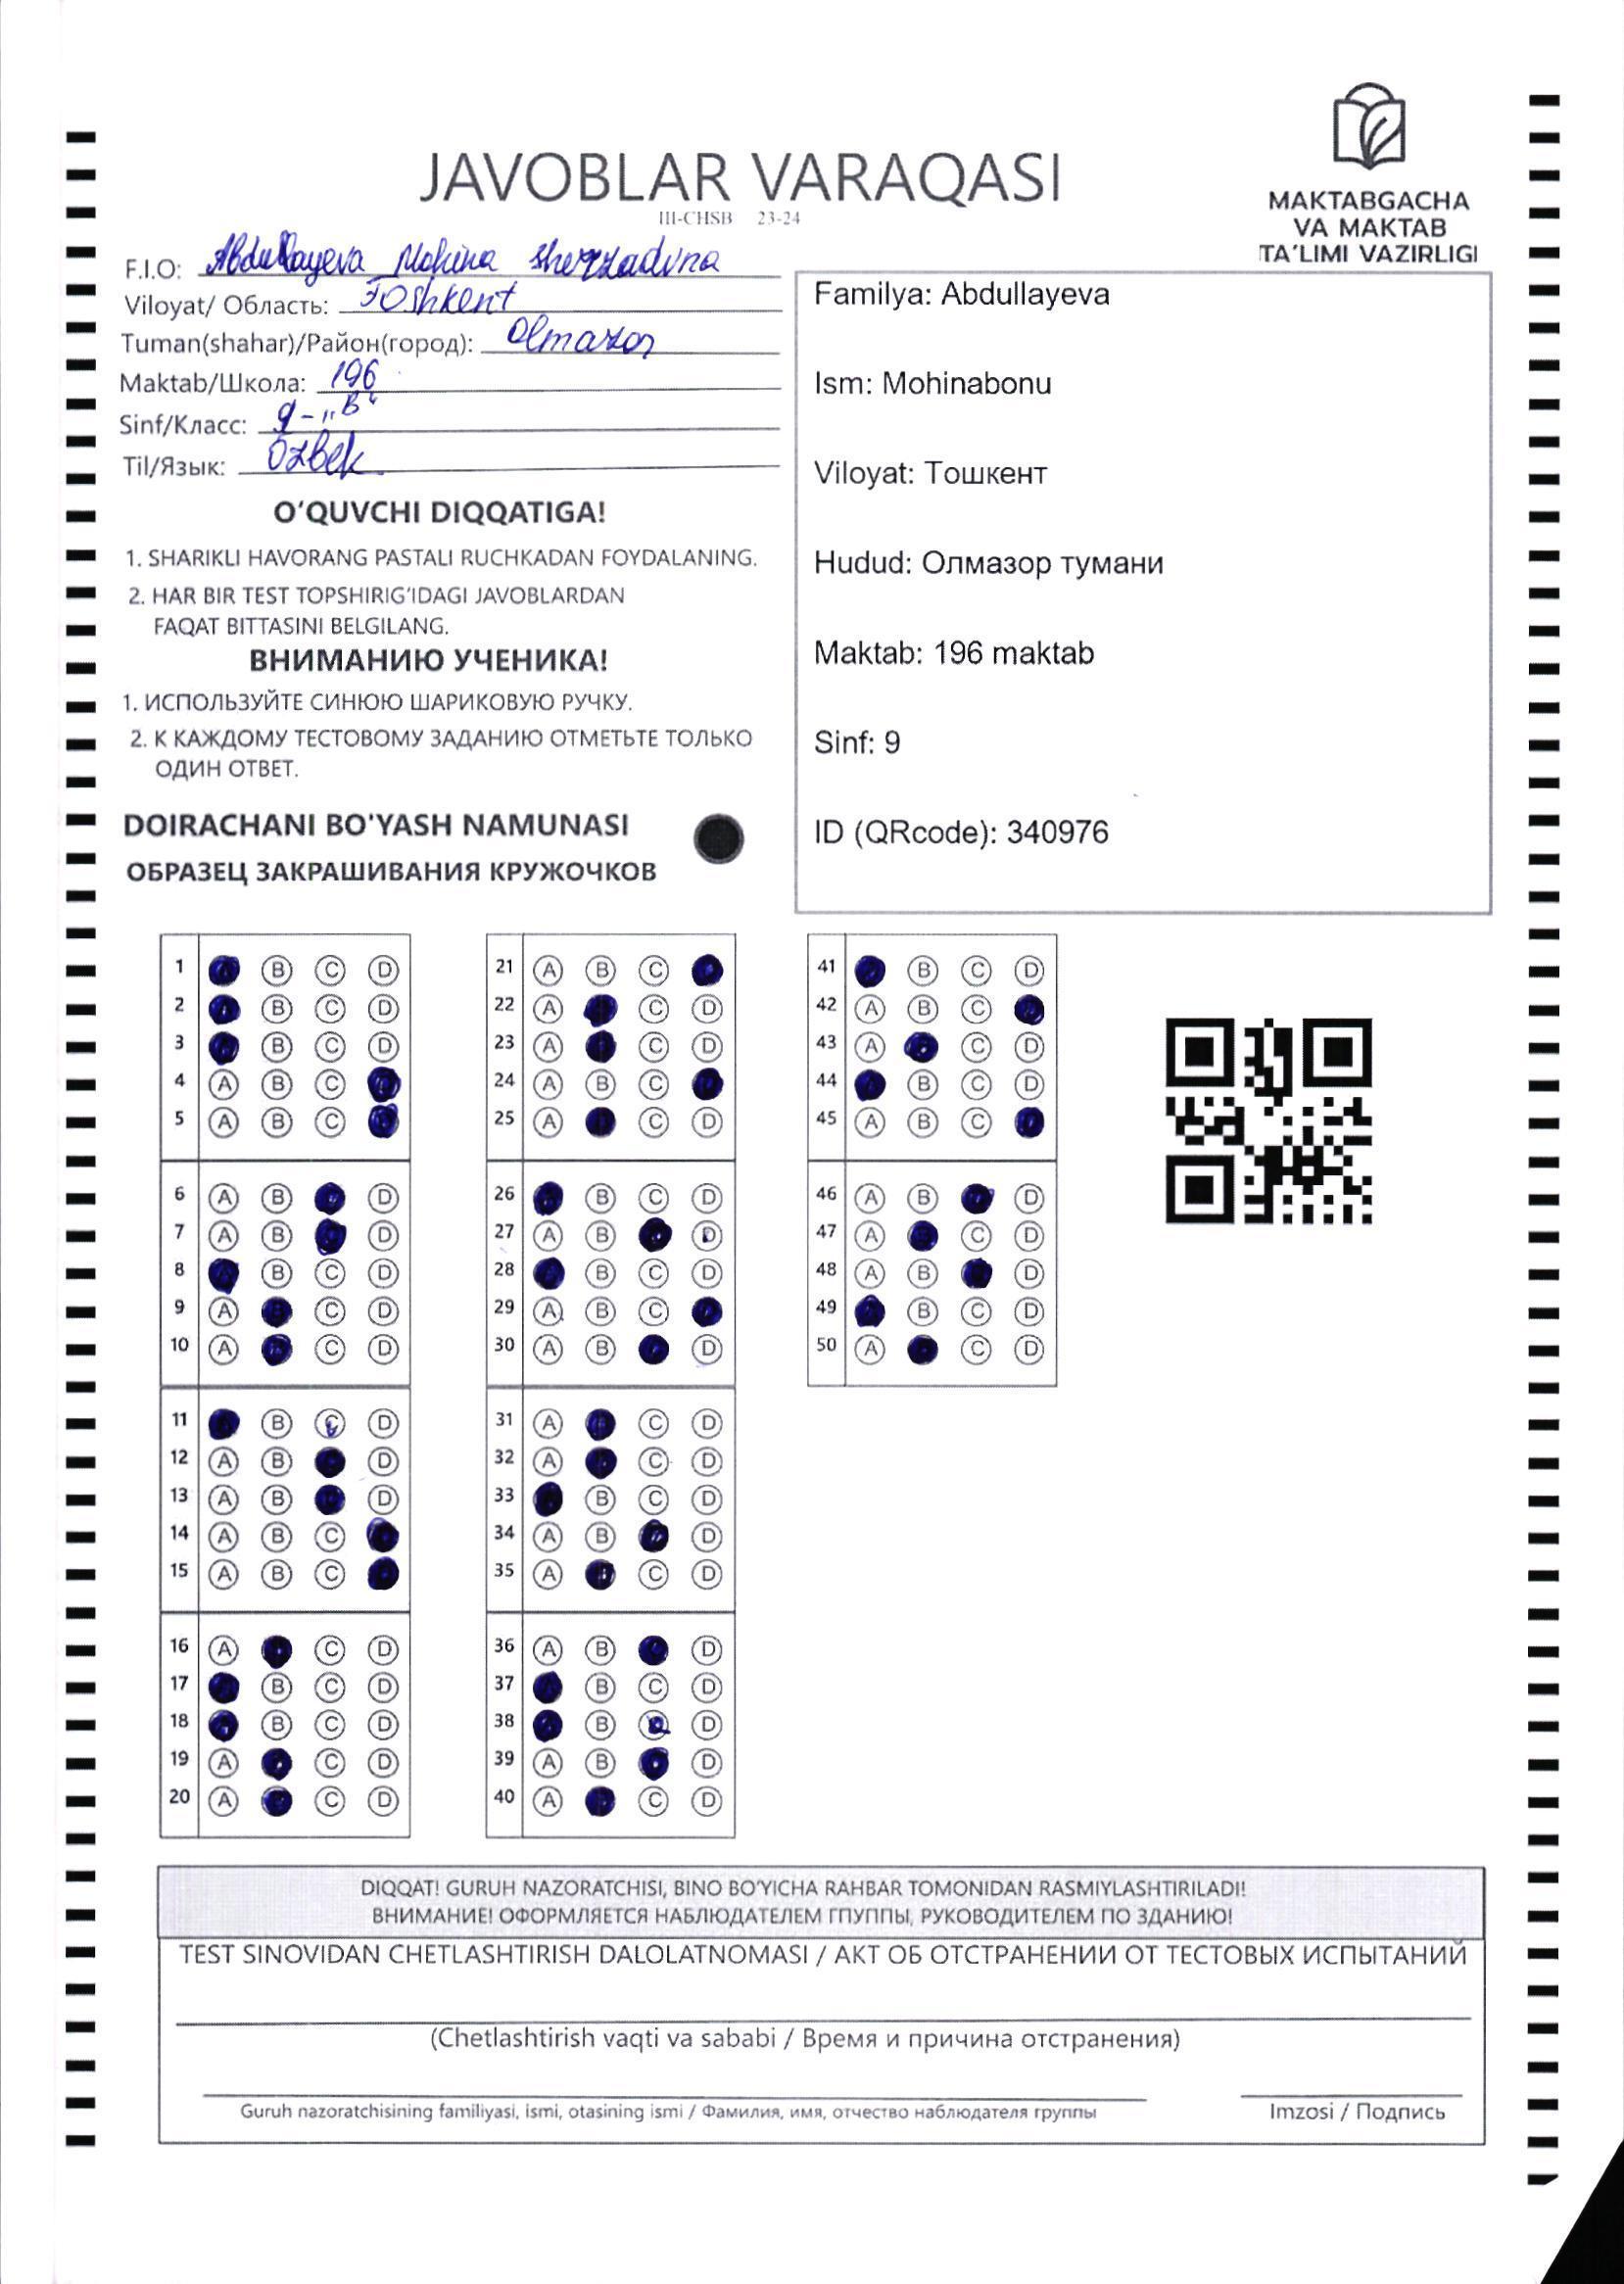 JAVOBLAR VARAQASI
III-CHSB 23-24
MAKTABGACHA
VA MAKTAB
TA'LIMI VAZIRLIGI
F.I.O: Abdullayeva Mohina Sherzadvna
Viloyat/ Область: Toshkent
Tuman(shahar)/Район(город): Olmazor
Maktab/Школа: 196
Sinf/Класс: 9-„B“
Til/Язык: Ozbek
O'QUVCHI DIQQATIGA!
1. SHARIKLI HAVORANG PASTALI RUCHKADAN FOYDALANING.
2. HAR BIR TEST TOPSHIRIG'IDAGI JAVOBLARDAN
FAQAT BITTASINI BELGILANG.
ВНИМАНИЮ УЧЕНИКА!
1. ИСПОЛЬЗУЙТЕ СИНЮЮ ШАРИКОВУЮ РУЧКУ.
2. К КАЖДОМУ ТЕСТОВОМУ ЗАДАНИЮ ОТМЕТЬТЕ ТОЛЬКО
ОДИН ОТВЕТ.
DOIRACHANI BO'YASH NAMUNASI
ОБРАЗЕЦ ЗАКРАШИВАНИЯ КРУЖОЧКОВ
Familya: Abdullayeva
Ism: Mohinabonu
Viloyat: Тошкент
Hudud: Олмазор тумани
Maktab: 196 maktab
Sinf: 9
ID (QRcode): 340976
1 B C D
2 B C D
3 B C D
4 A B C
5 A B C
6 A B D
7 A B D
8 B C D
9 A C D
10 A C D
11 B C D
12 A B D
13 A B D
14 A B C
15 A B C
16 A C D
17 B C D
18 B C D
19 A C D
20 A C D
21 A B C
22 A C D
23 A C D
24 A B C
25 A C D
26 B C D
27 A B D
28 B C D
29 A B C
30 A B D
31 A C D
32 A C D
33 B C D
34 A B D
35 A C D
36 A B D
37 B C D
38 B C D
39 A B D
40 A C D
41 B C D
42 A B C
43 A C D
44 B C D
45 A B C
46 A B D
47 A C D
48 A B D
49 B C D
50 A C D
DIQQAT! GURUH NAZORATCHISI, BINO BO'YICHA RAHBAR TOMONIDAN RASMIYLASHTIRILADI!
ВНИМАНИЕ! ОФОРМЛЯЕТСЯ НАБЛЮДАТЕЛЕМ ГПУППЫ, РУКОВОДИТЕЛЕМ ПО ЗДАНИЮ!
TEST SINOVIDAN CHETLASHTIRISH DALOLATNOMASI / АКТ ОБ ОТСТРАНЕНИИ ОТ ТЕСТОВЫХ ИСПЫТАНИЙ
(Chetlashtirish vaqti va sababi / Время и причина отстранения)
Guruh nazoratchisining familiyasi, ismi, otasining ismi / Фамилия, имя, отчество наблюдателя группы
Imzosi / Подпись